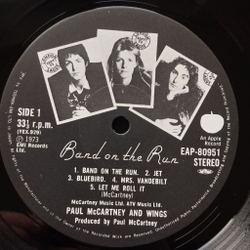 Band on the Run
SIDE 1
33⅓ r.p.m.
(YEX.929)
℗ 1973
EMI Records
Ltd.
An Apple
Record
EAP-80951
STEREO
1. BAND ON THE RUN. 2. JET
3. BLUEBIRD. 4. MRS. VANDEBILT
5. LET ME ROLL IT
(McCartney)
McCartney Music Ltd. ATV Music Ltd.
PAUL McCARTNEY AND WINGS
Produced by Paul McCartney